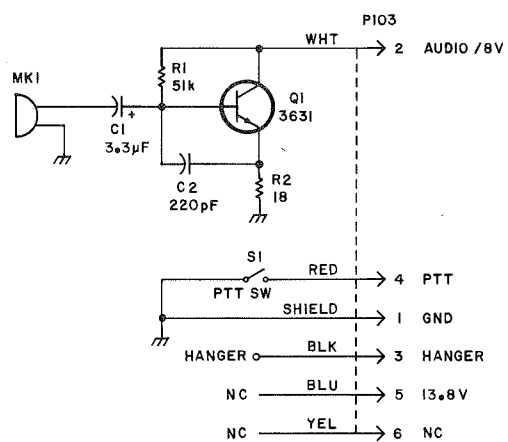 P103
WHT 2 AUDIO/8V
MK1
R1
51k
Q1
3631
C1 +
3.3µF
C2
220pF
R2
18
S1
PTT SW
RED 4 PTT
SHIELD 1 GND
HANGER BLK 3 HANGER
NC BLU 5 13.8V
NC YEL 6 NC